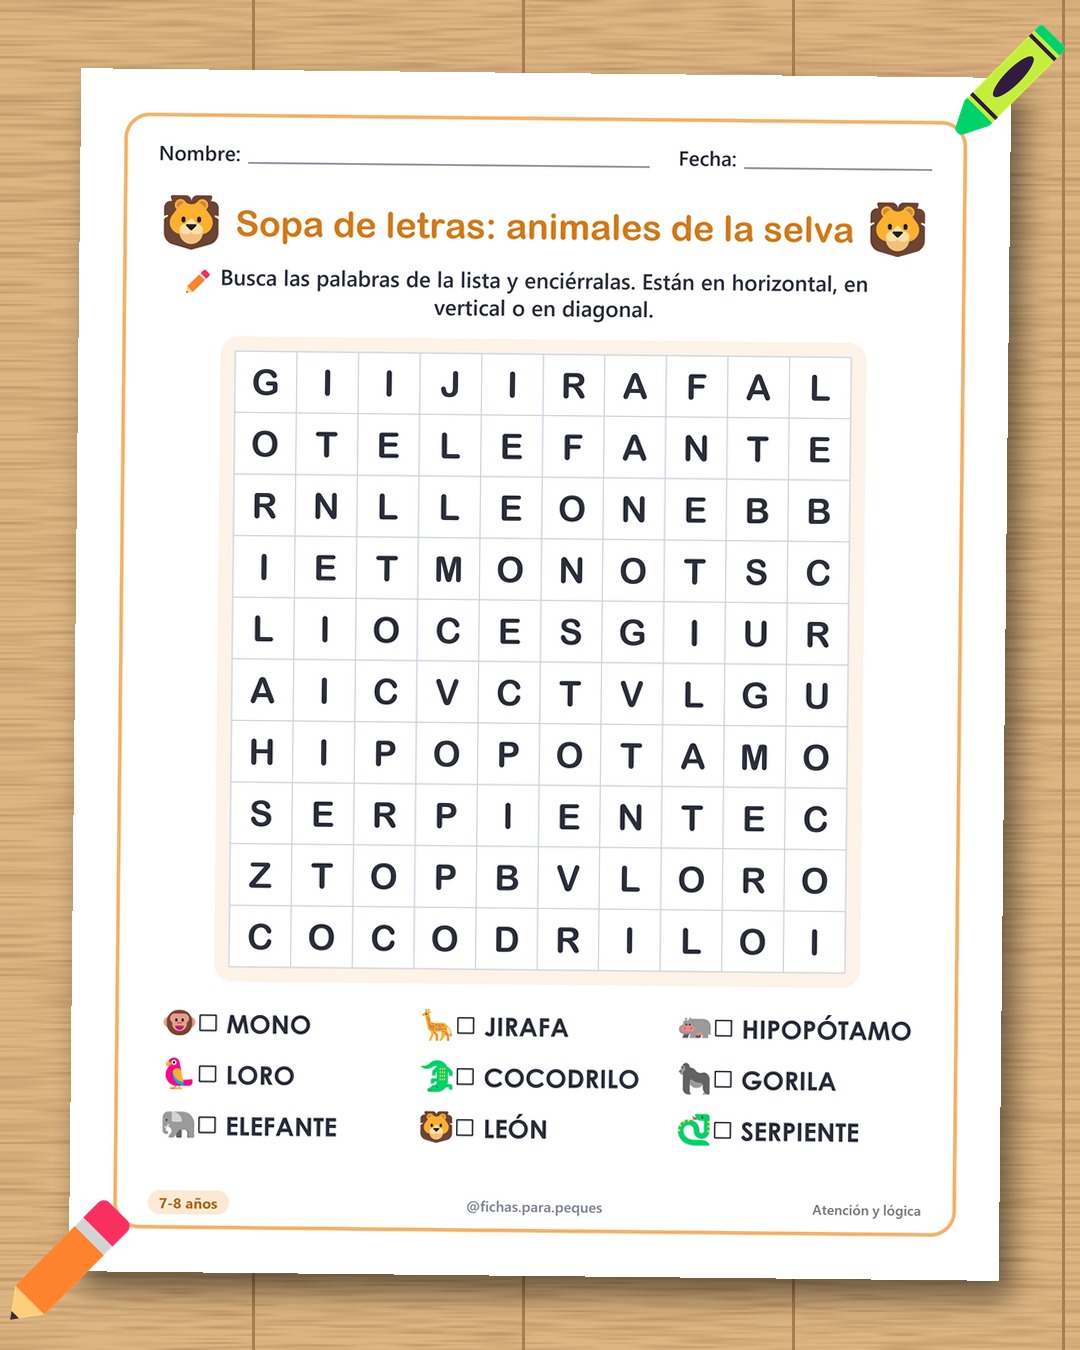 Nombre: Fecha:
Sopa de letras: animales de la selva
Busca las palabras de la lista y enciérralas. Están en horizontal, en
vertical o en diagonal.
G I I J I R A F A L
O T E L E F A N T E
R N L L E O N E B B
I E T M O N O T S C
L I O C E S G I U R
A I C V C T V L G U
H I P O P O T A M O
S E R P I E N T E C
Z T O P B V L O R O
C O C O D R I L O I
MONO JIRAFA HIPOPÓTAMO
LORO COCODRILO GORILA
ELEFANTE LEÓN SERPIENTE
7-8 años @fichas.para.peques Atención y lógica